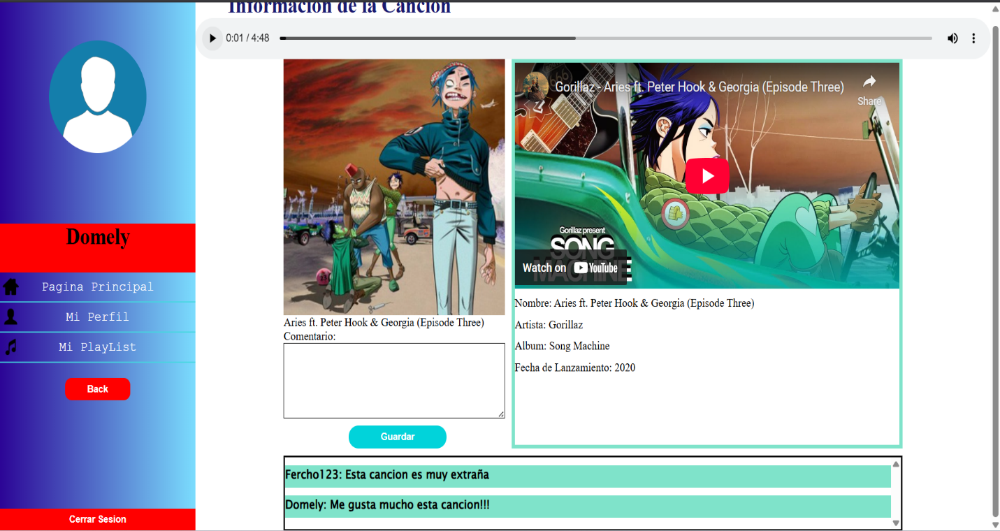 Información de la Canción
0:01 / 4:48
Gorillaz - Aries ft. Peter Hook & Georgia (Episode Three)
Share
Gorillaz present
SONG
MACHINE
Watch on YouTube
Domely
Pagina Principal
Mi Perfil
Mi PlayList
Back
Cerrar Sesion
Aries ft. Peter Hook & Georgia (Episode Three)
Comentario:
Guardar
Nombre: Aries ft. Peter Hook & Georgia (Episode Three)
Artista: Gorillaz
Album: Song Machine
Fecha de Lanzamiento: 2020
Fercho123: Esta cancion es muy extraña
Domely: Me gusta mucho esta cancion!!!